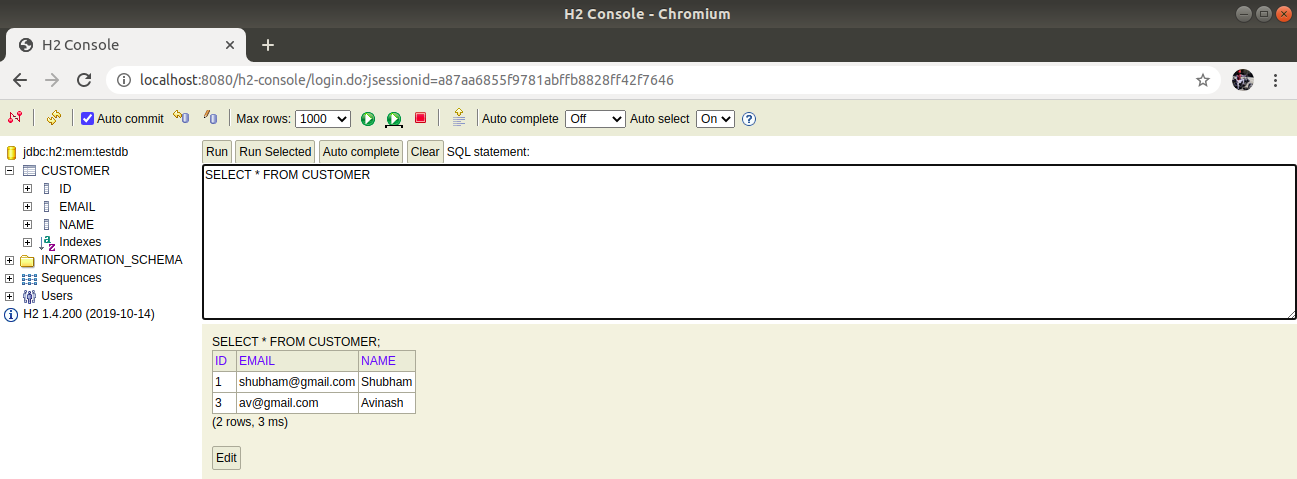 H2 Console - Chromium
H2 Console
localhost:8080/h2-console/login.do?jsessionid=a87aa6855f9781abffb8828ff42f7646
Auto commit Max rows: 1000 Auto complete Off Auto select On
jdbc:h2:mem:testdb
CUSTOMER
ID
EMAIL
NAME
Indexes
INFORMATION_SCHEMA
Sequences
Users
H2 1.4.200 (2019-10-14)
Run Run Selected Auto complete Clear SQL statement:
SELECT * FROM CUSTOMER
SELECT * FROM CUSTOMER;
ID EMAIL NAME
1 shubham@gmail.com Shubham
3 av@gmail.com Avinash
(2 rows, 3 ms)
Edit